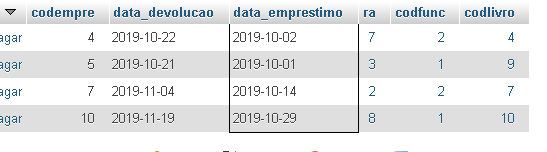 codempre data_devolucao data_emprestimo ra codfunc codlivro
agar 4 2019-10-22 2019-10-02 7 2 4
agar 5 2019-10-21 2019-10-01 3 1 9
agar 7 2019-11-04 2019-10-14 2 2 7
agar 10 2019-11-19 2019-10-29 8 1 10